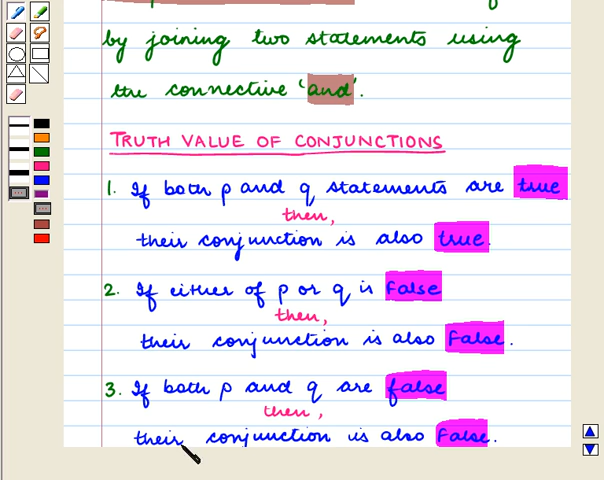 by joining two statements using
the connective 'and'.
TRUTH VALUE OF CONJUNCTIONS
1. If both p and q statements are true
then,
their conjunction is also true.
2. If either of p or q is False
then,
their conjunction is also False.
3. If both p and q are false
then,
their conjunction is also False.